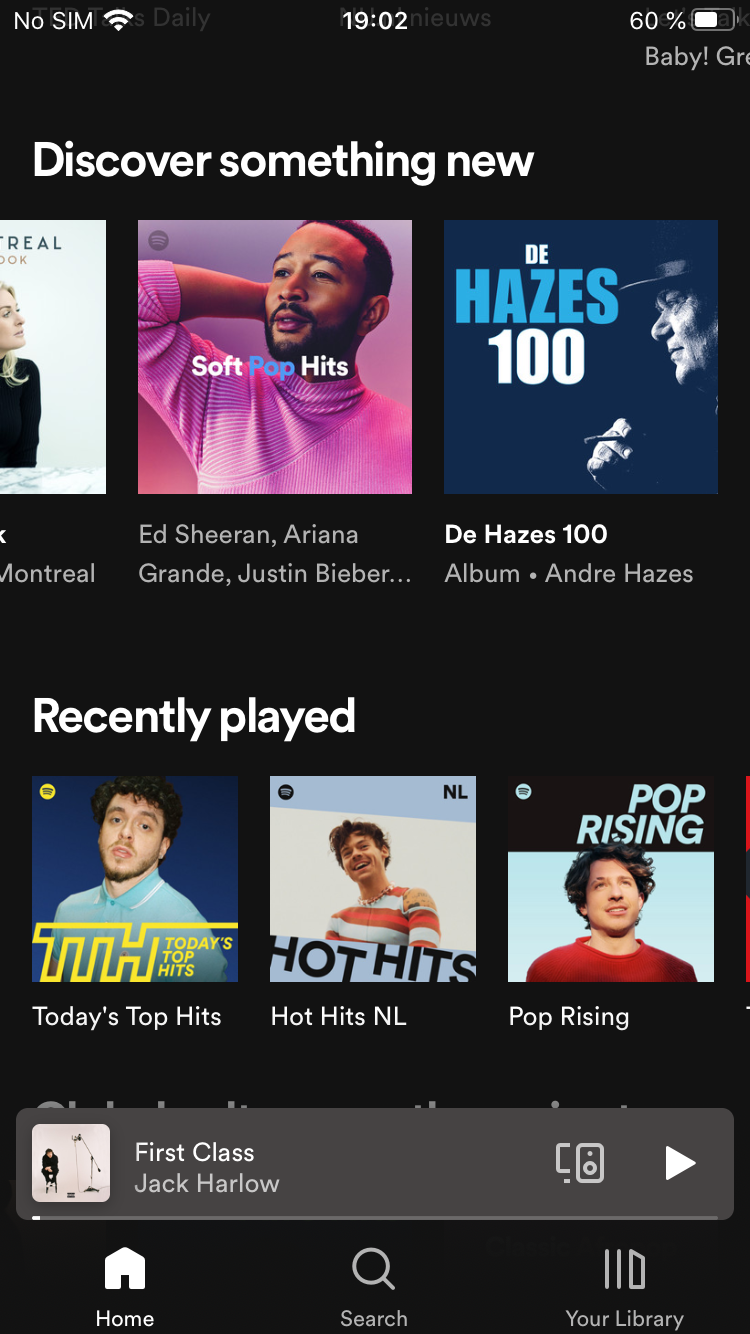 No SIM 19:02 60 %
TED Talks Daily
Baby! Gre
Discover something new
TREAL
OOK
Soft Pop Hits
DE
HAZES
100
k
Montreal
Ed Sheeran, Ariana
Grande, Justin Bieber...
De Hazes 100
Album • Andre Hazes
Recently played
TTH TODAY'S
TOP
HITS
NL
HOT HITS
POP
RISING
Today's Top Hits
Hot Hits NL
Pop Rising
First Class
Jack Harlow
Home
Search
Your Library